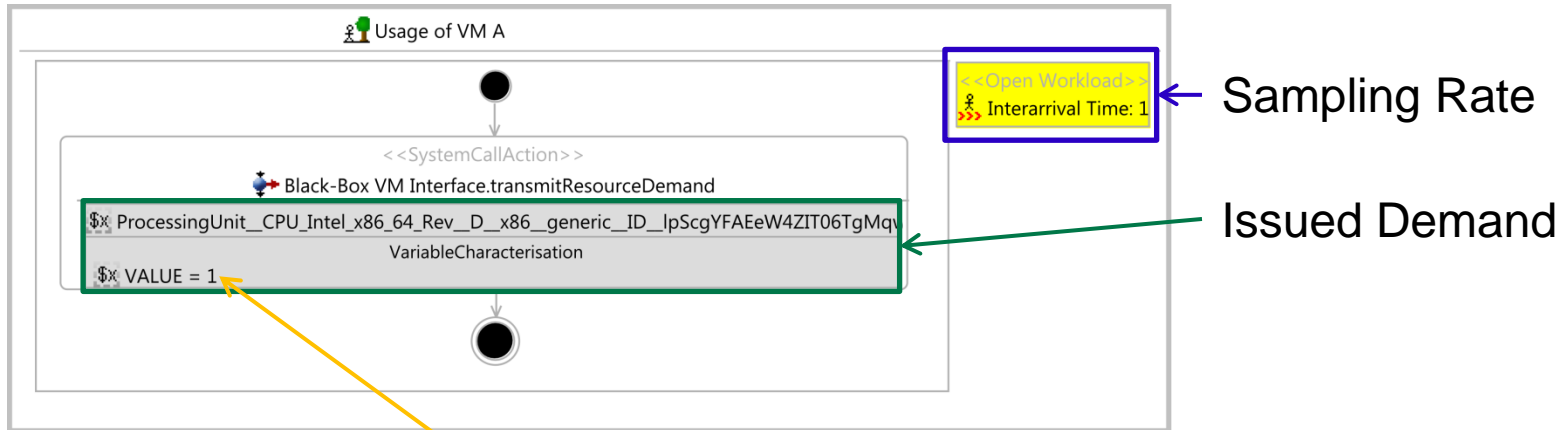 Usage of VM A
<<Open Workload>>
Interarrival Time: 1
Sampling Rate
<<SystemCallAction>>
Black-Box VM Interface.transmitResourceDemand
ProcessingUnit__CPU_Intel_x86_64_Rev__D__x86__generic_ID__lpScgYFAEeW4ZIT06TgMqv
Issued Demand
VariableCharacterisation
VALUE = 1